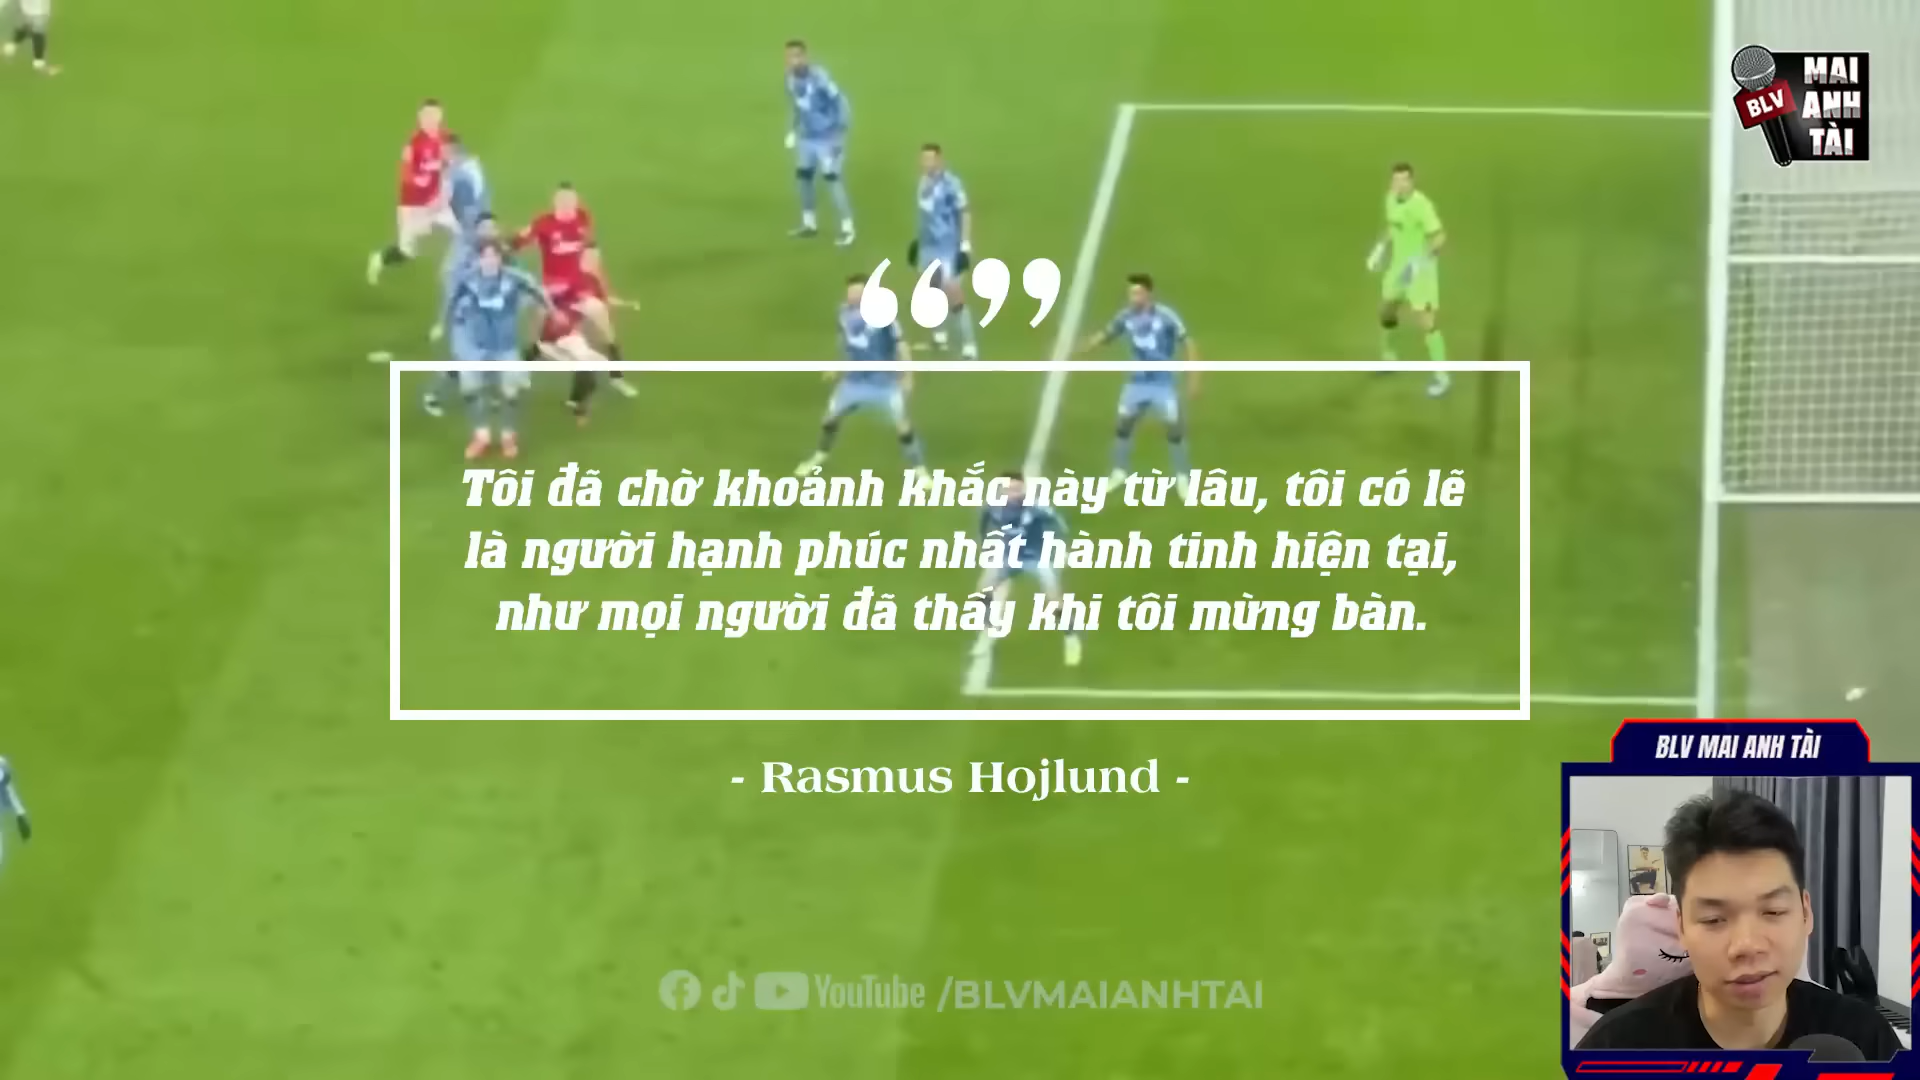 MAI
BLV ANH
TÀI
“”
Tôi đã chờ khoảnh khắc này từ lâu, tôi có lẽ
là người hạnh phúc nhất hành tinh hiện tại,
như mọi người đã thấy khi tôi mừng bàn.
- Rasmus Hojlund -
BLV MAI ANH TÀI
YouTube /BLVMAIANHTAI